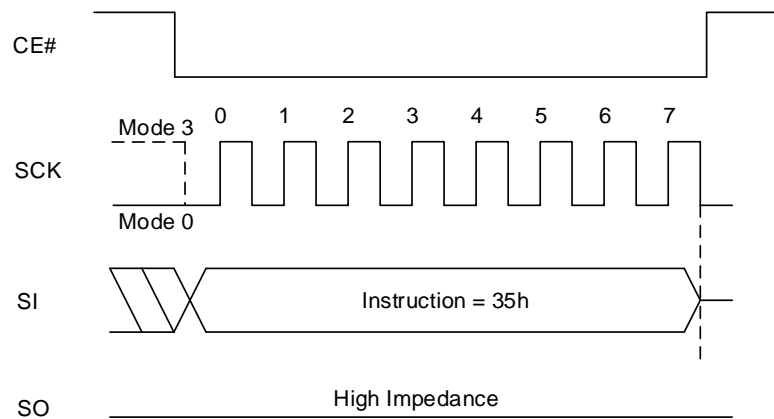 CE#
Mode 3
0 1 2 3 4 5 6 7
SCK
Mode 0
SI
Instruction = 35h
SO
High Impedance